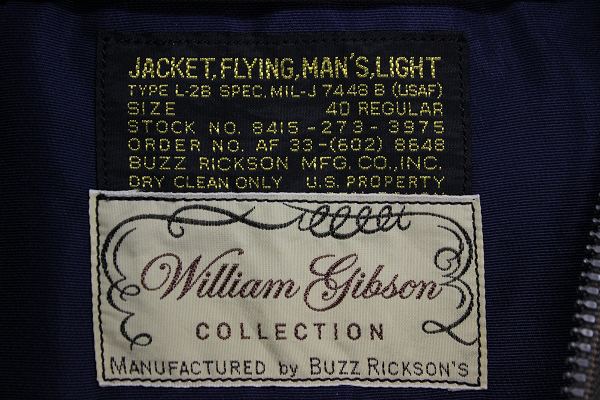 JACKET, FLYING, MAN'S, LIGHT
TYPE L-2B SPEC. MIL-J 7448 B (USAF)
SIZE 40 REGULAR
STOCK NO. 8415-273-3975
ORDER NO. AF 33-(602) 8648
BUZZ RICKSON MFG. CO., INC.
DRY CLEAN ONLY U.S. PROPERTY
William Gibson
COLLECTION
MANUFACTURED by BUZZ RICKSON'S